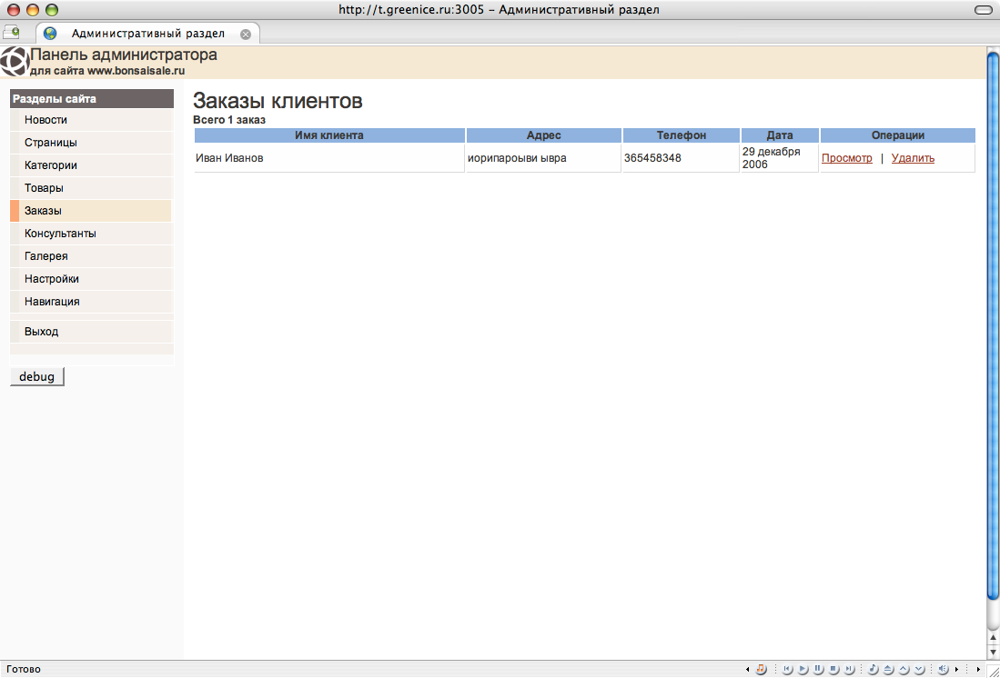 http://t.greenice.ru:3005 – Административный раздел
Административный раздел
Панель администратора
для сайта www.bonsaisale.ru
Разделы сайта
Новости
Страницы
Категории
Товары
Заказы
Консультанты
Галерея
Настройки
Навигация
Выход
debug
Заказы клиентов
Всего 1 заказ
Имя клиента Адрес Телефон Дата Операции
Иван Иванов иорипароыви ывра 365458348 29 декабря 2006 Просмотр | Удалить
Готово